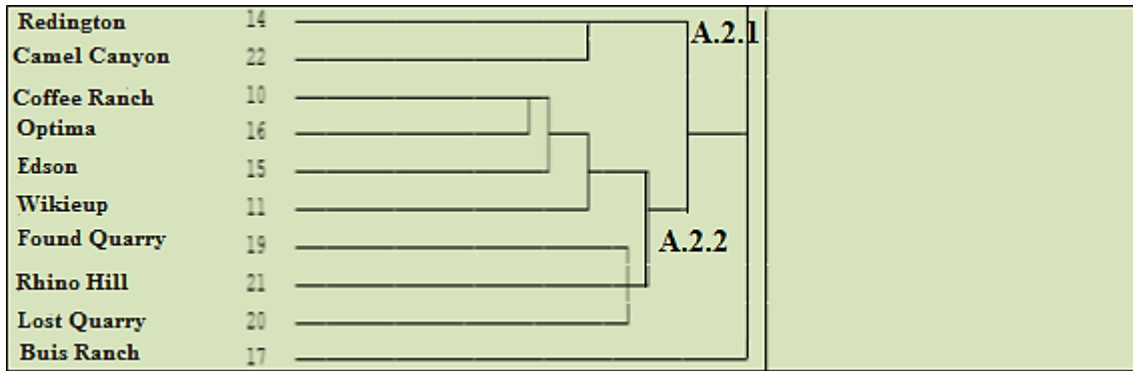 Redington 14
A.2.1
Camel Canyon 22
Coffee Ranch 10
Optima 16
Edson 15
Wikieup 11
Found Quarry 19
A.2.2
Rhino Hill 21
Lost Quarry 20
Buis Ranch 17